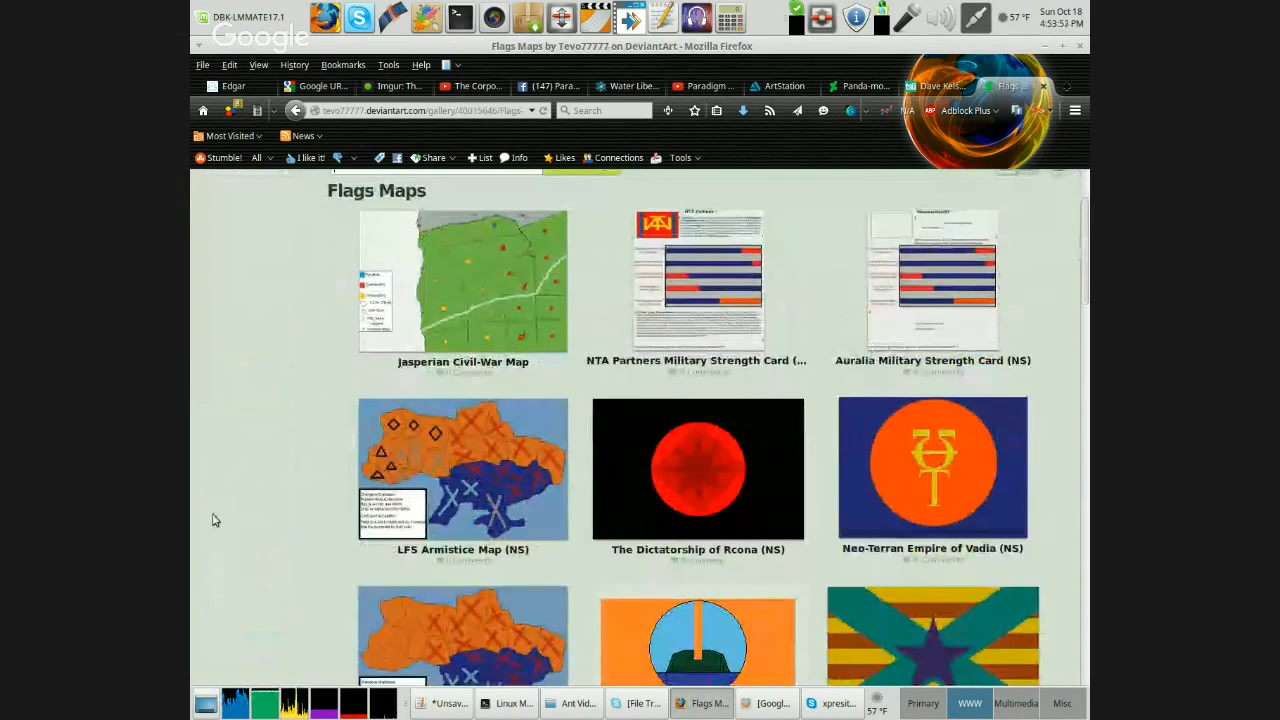 DBK-LMMATE17.1
Google
Sun Oct 18
57 °F
4:53:57 PM
Flags Maps by Tevo77777 on DeviantArt - Mozilla Firefox
File Edit View History Bookmarks Tools Help
Edgar
Google UR...
Imgur: Th...
The Corpo...
(147) Para...
Water Libe...
Paradigm ...
ArtStation
Panda-mo...
Dave Kels...
Flags ...
8
tevo77777.deviantart.com/gallery/40015646/Flags-
Search
N/A
ABP Adblock Plus
Most Visited
News
Stumble! All I like it! Share List Info Likes Connections Tools
Flags Maps
Jasperian Civil-War Map
NTA Partners Military Strength Card (...
Auralia Military Strength Card (NS)
LFS Armistice Map (NS)
The Dictatorship of Rcona (NS)
Neo-Terran Empire of Vadia (NS)
*Unsav...
Linux M...
Ant Vid...
[File Tr...
Flags M...
[Googl...
xpresit...
57 °F
Primary
WWW
Multimedia
Misc